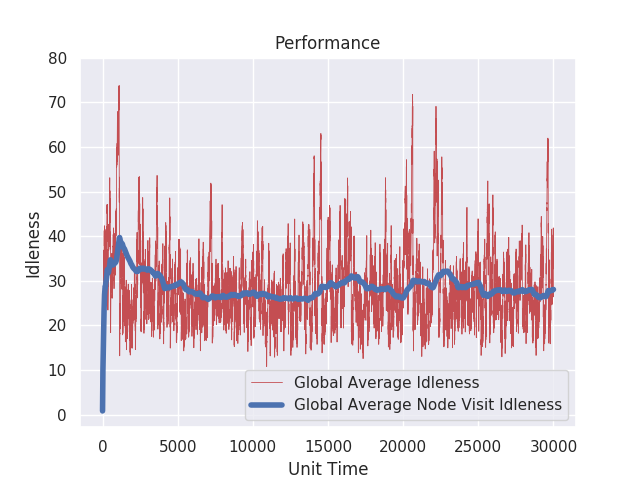 Performance
80
70
60
50
40
30
20
10
0
Idleness
Global Average Idleness
Global Average Node Visit Idleness
0 5000 10000 15000 20000 25000 30000
Unit Time